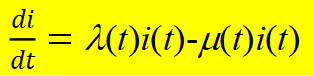 di/dt = λ(t)i(t)-μ(t)i(t)